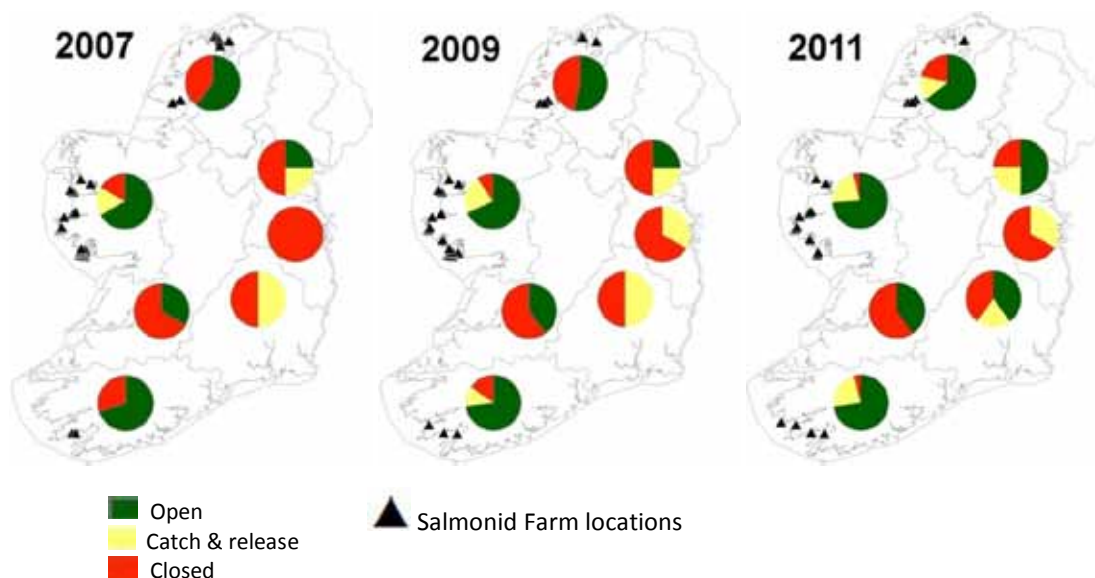 2007
2009
2011
Open
Catch & release
Closed
Salmonid Farm locations